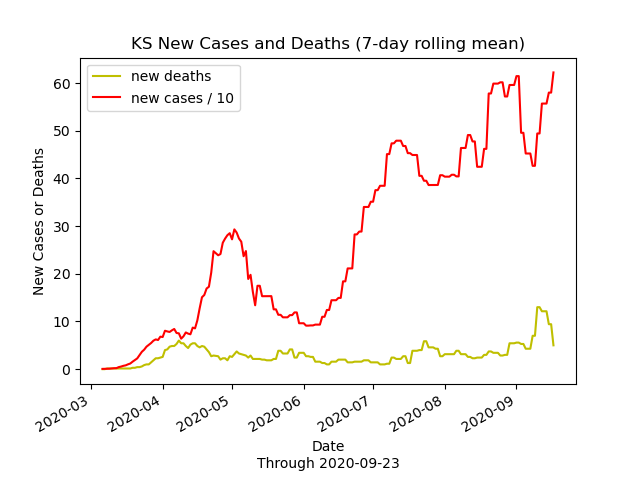 KS New Cases and Deaths (7-day rolling mean)
new deaths
new cases / 10
60
50
40
30
20
10
0
New Cases or Deaths
2020-03
2020-04
2020-05
2020-06
2020-07
2020-08
2020-09
Date
Through 2020-09-23